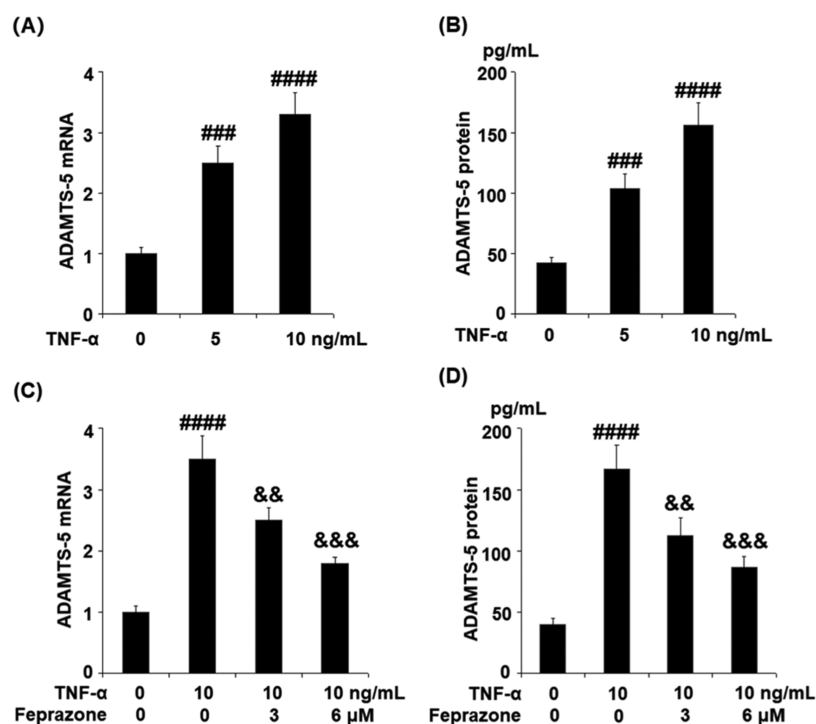 (A)
(B)
pg/mL
4
3
2
1
0
ADAMTS-5 mRNA
###
####
TNF-α 0 5 10 ng/mL
200
150
100
50
0
ADAMTS-5 protein
###
####
TNF-α 0 5 10 ng/mL
(C)
(D)
pg/mL
4
3
2
1
0
ADAMTS-5 mRNA
####
&&
&&&
TNF-α 0 10 10 10 ng/mL
Feprazone 0 0 3 6 μM
200
150
100
50
0
ADAMTS-5 protein
####
&&
&&&
TNF-α 0 10 10 10 ng/mL
Feprazone 0 0 3 6 μM